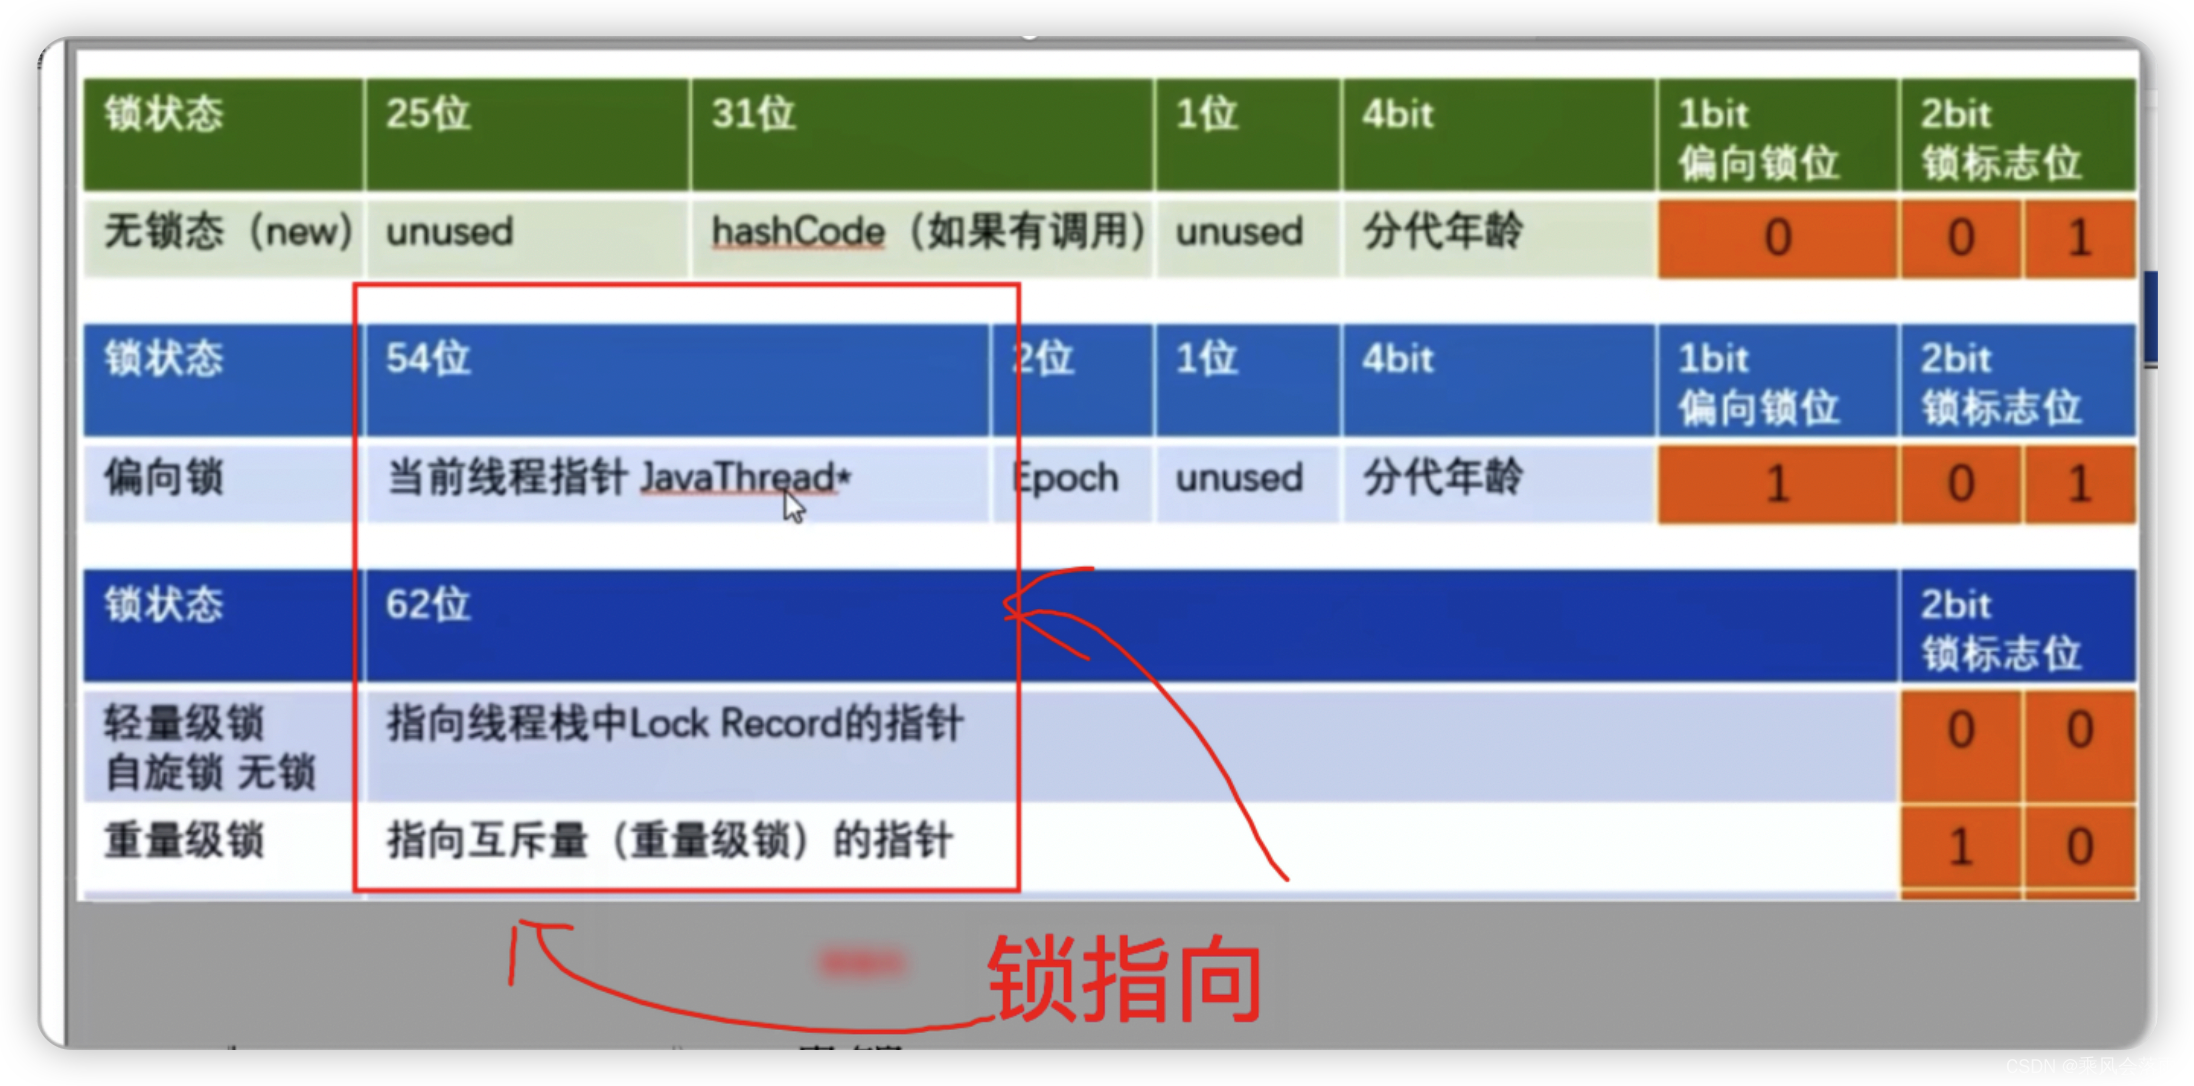 锁状态 25位 31位 1位 4bit 1bit 2bit
偏向锁位 锁标志位
无锁态（new） unused hashCode（如果有调用） unused 分代年龄 0 0 1
锁状态 54位 2位 1位 4bit 1bit 2bit
偏向锁位 锁标志位
偏向锁 当前线程指针 JavaThread* Epoch unused 分代年龄 1 0 1
锁状态 62位 2bit
锁标志位
轻量级锁 指向线程栈中Lock Record的指针 0 0
自旋锁 无锁
重量级锁 指向互斥量（重量级锁）的指针 1 0
锁指向